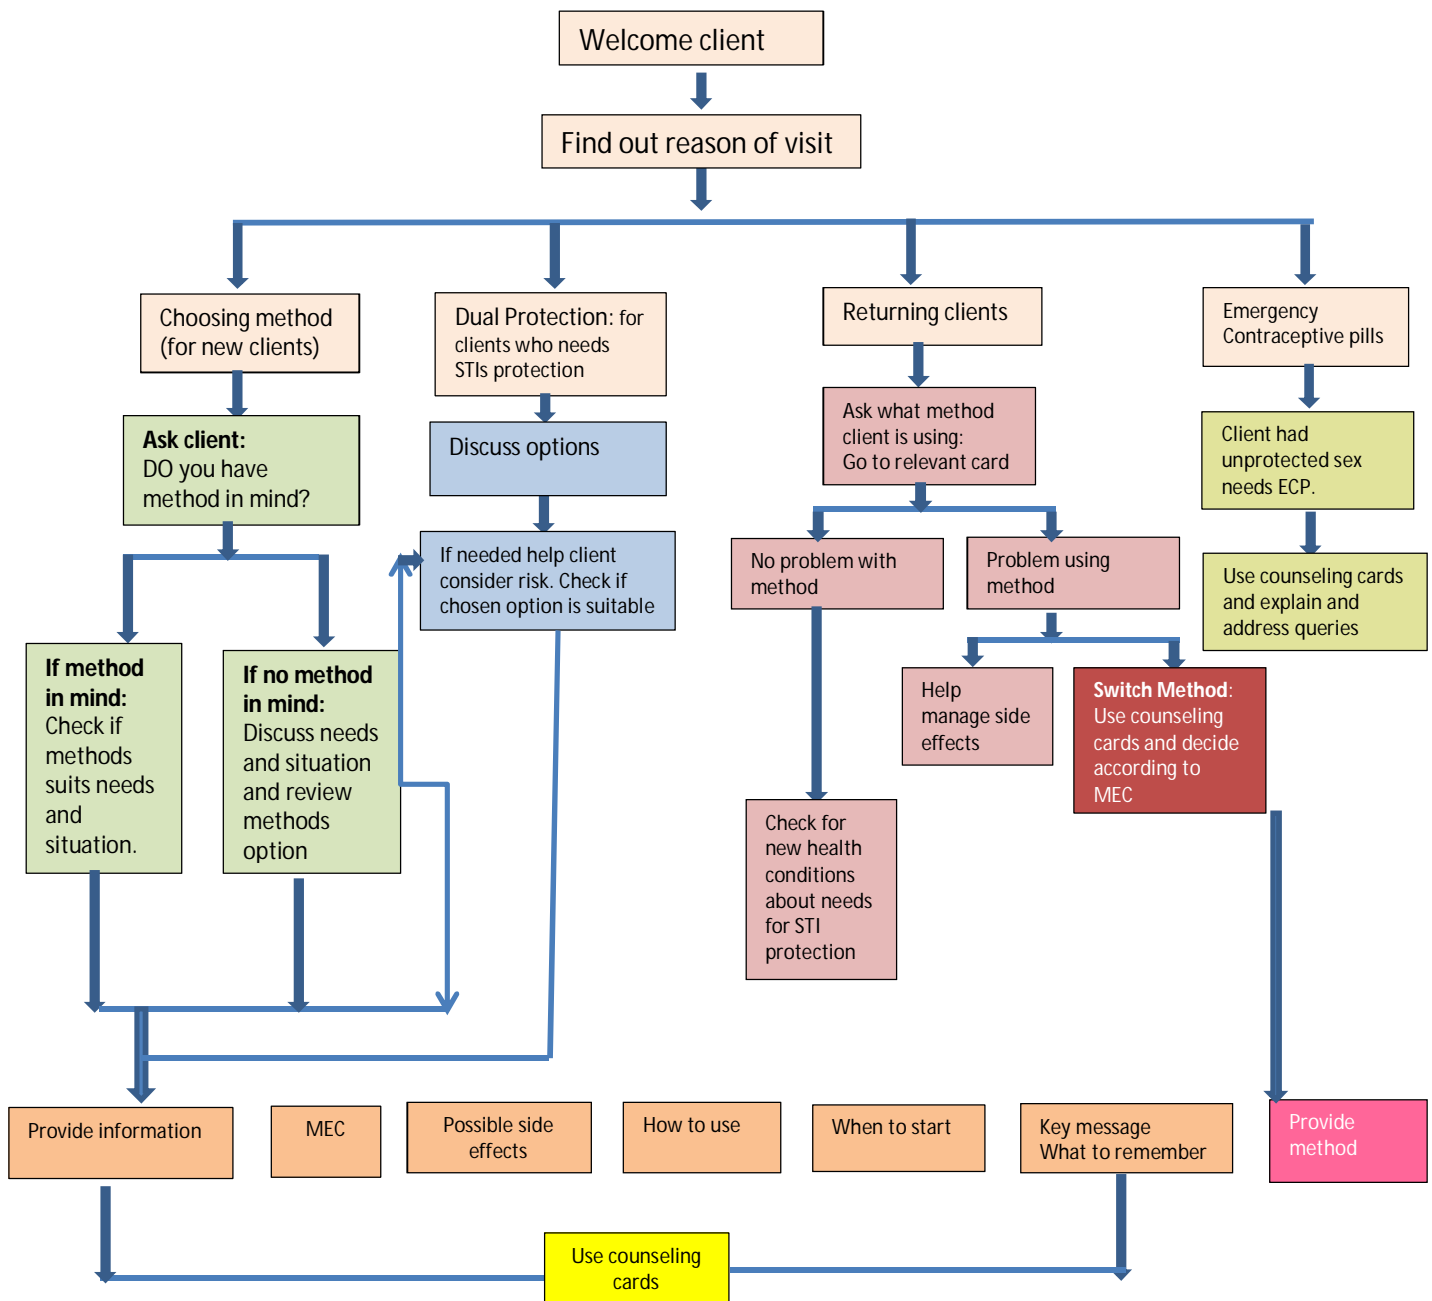 Welcome client
Find out reason of visit
Choosing method
(for new clients)
Dual Protection: for
clients who needs
STIs protection
Returning clients
Emergency
Contraceptive pills
Ask client:
DO you have
method in mind?
Discuss options
Ask what method
client is using:
Go to relevant card
Client had
unprotected sex
needs ECP.
If needed help client
consider risk. Check if
chosen option is suitable
No problem with
method
Problem using
method
Use counseling cards
and explain and
address queries
If method
in mind:
Check if
methods
suits needs
and
situation.
If no method
in mind:
Discuss needs
and situation
and review
methods
option
Help
manage side
effects
Switch Method:
Use counseling
cards and decide
according to
MEC
Check for
new health
conditions
about needs
for STI
protection
Provide information
MEC
Possible side
effects
How to use
When to start
Key message
What to remember
Provide
method
Use counseling
cards